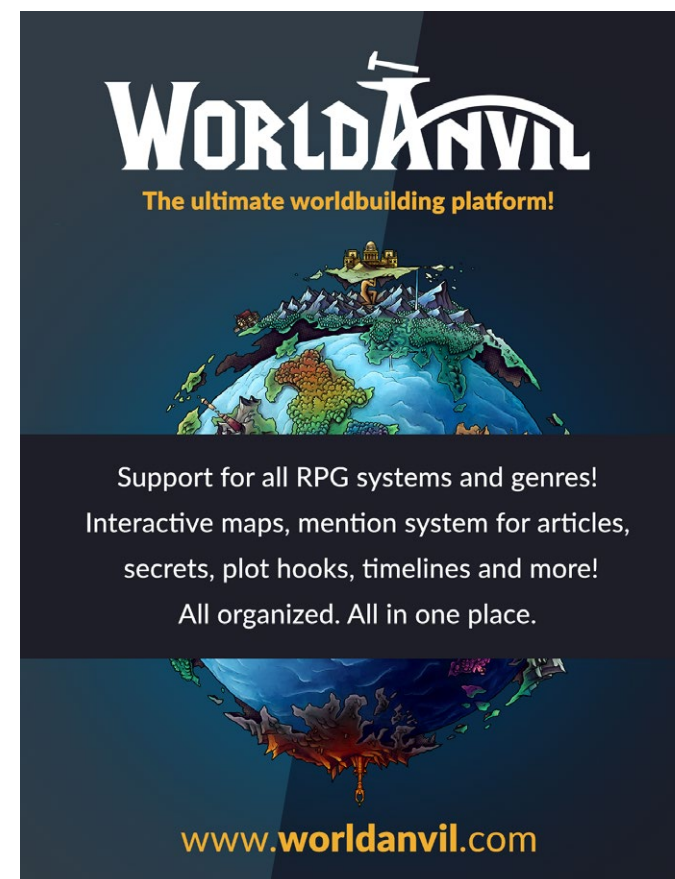 WORLDANVIL
The ultimate worldbuilding platform!
Support for all RPG systems and genres!
Interactive maps, mention system for articles,
secrets, plot hooks, timelines and more!
All organized. All in one place.
www.worldanvil.com